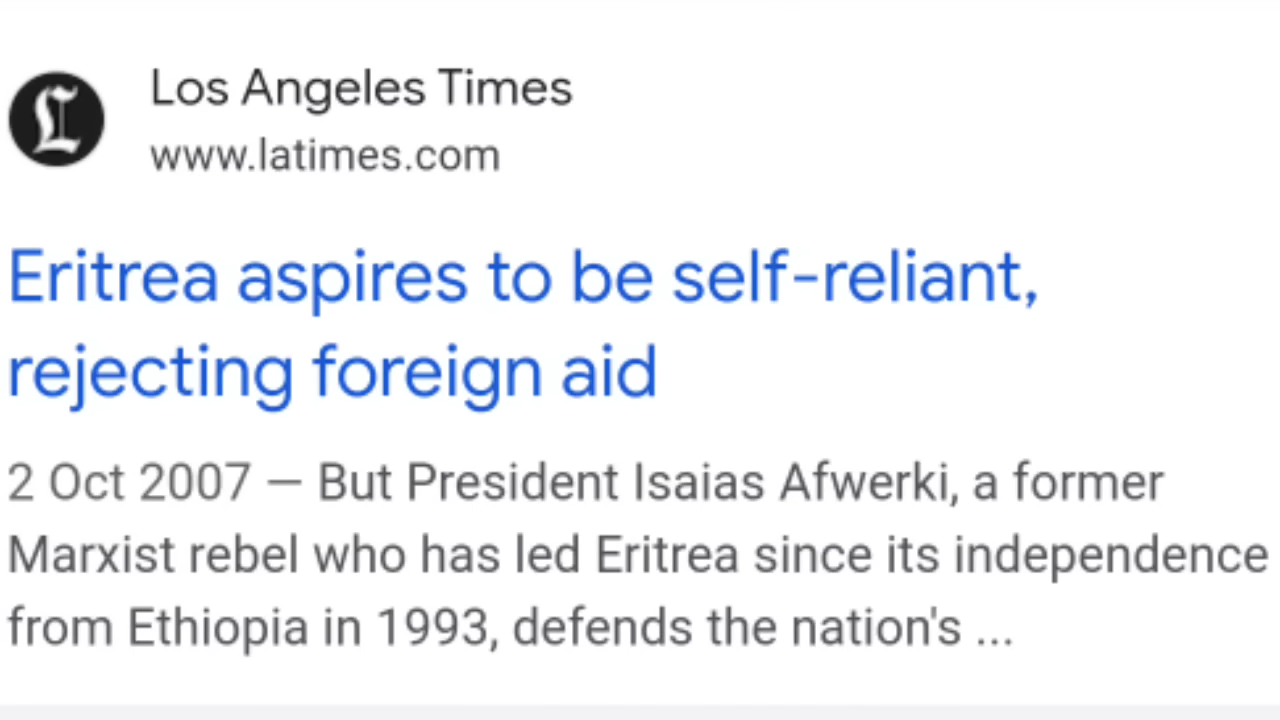 Los Angeles Times
www.latimes.com
Eritrea aspires to be self-reliant,
rejecting foreign aid
2 Oct 2007 — But President Isaias Afwerki, a former
Marxist rebel who has led Eritrea since its independence
from Ethiopia in 1993, defends the nation's ...